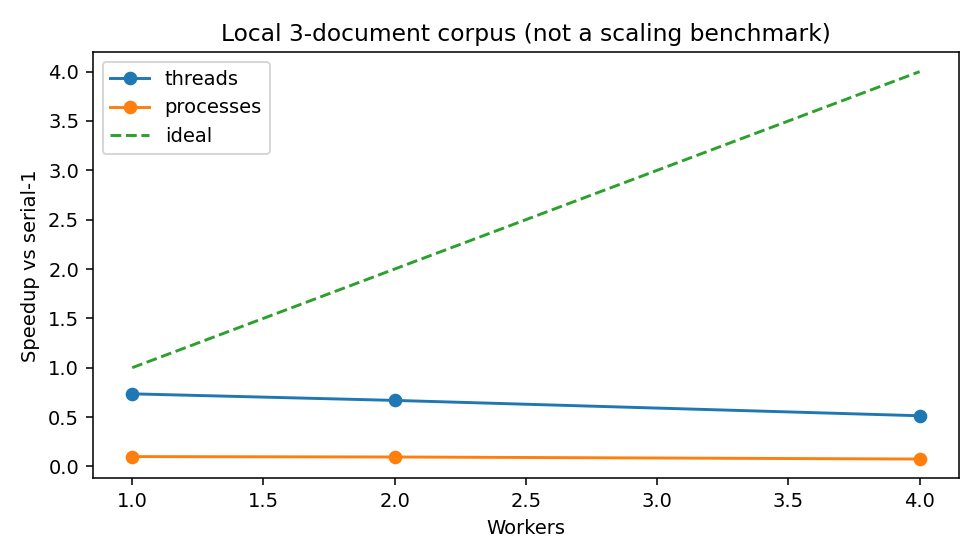 Local 3-document corpus (not a scaling benchmark)
threads
processes
ideal
Speedup vs serial-1
4.0
3.5
3.0
2.5
2.0
1.5
1.0
0.5
0.0
1.0 1.5 2.0 2.5 3.0 3.5 4.0
Workers